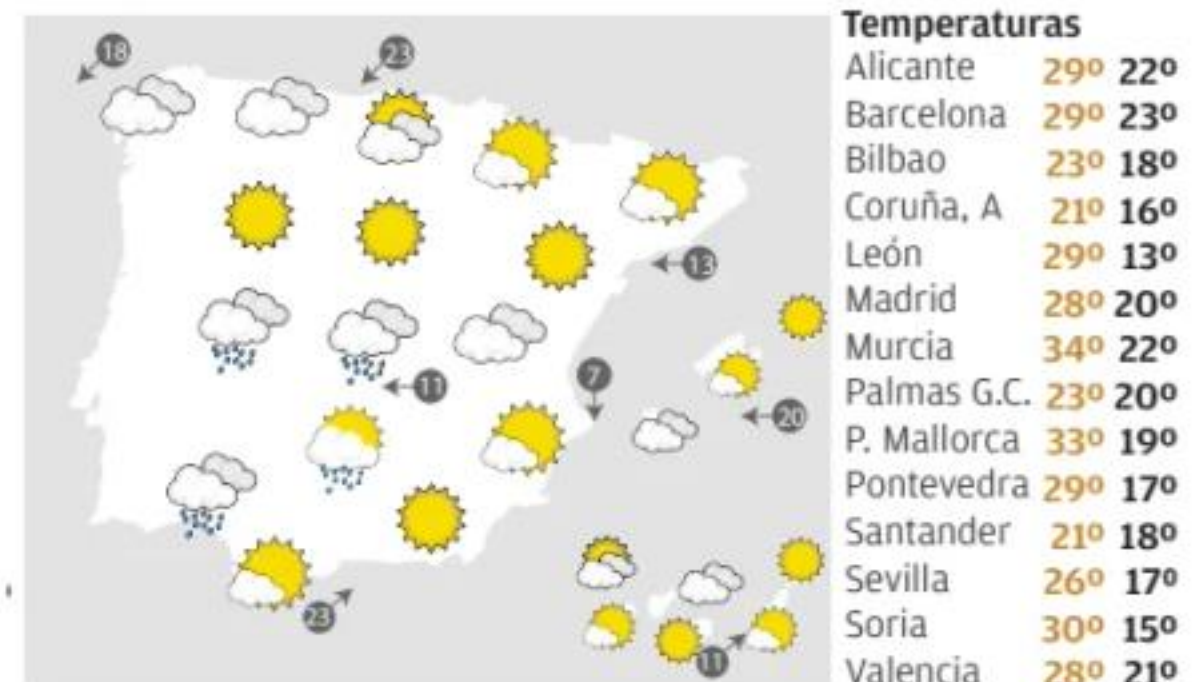 Temperaturas
Alicante 29º 22º
Barcelona 29º 23º
Bilbao 23º 18º
Coruña, A 21º 16º
León 29º 13º
Madrid 28º 20º
Murcia 34º 22º
Palmas G.C. 23º 20º
P. Mallorca 33º 19º
Pontevedra 29º 17º
Santander 21º 18º
Sevilla 26º 17º
Soria 30º 15º
Valencia 28º 21º
18
23
13
7
11
20
23
11